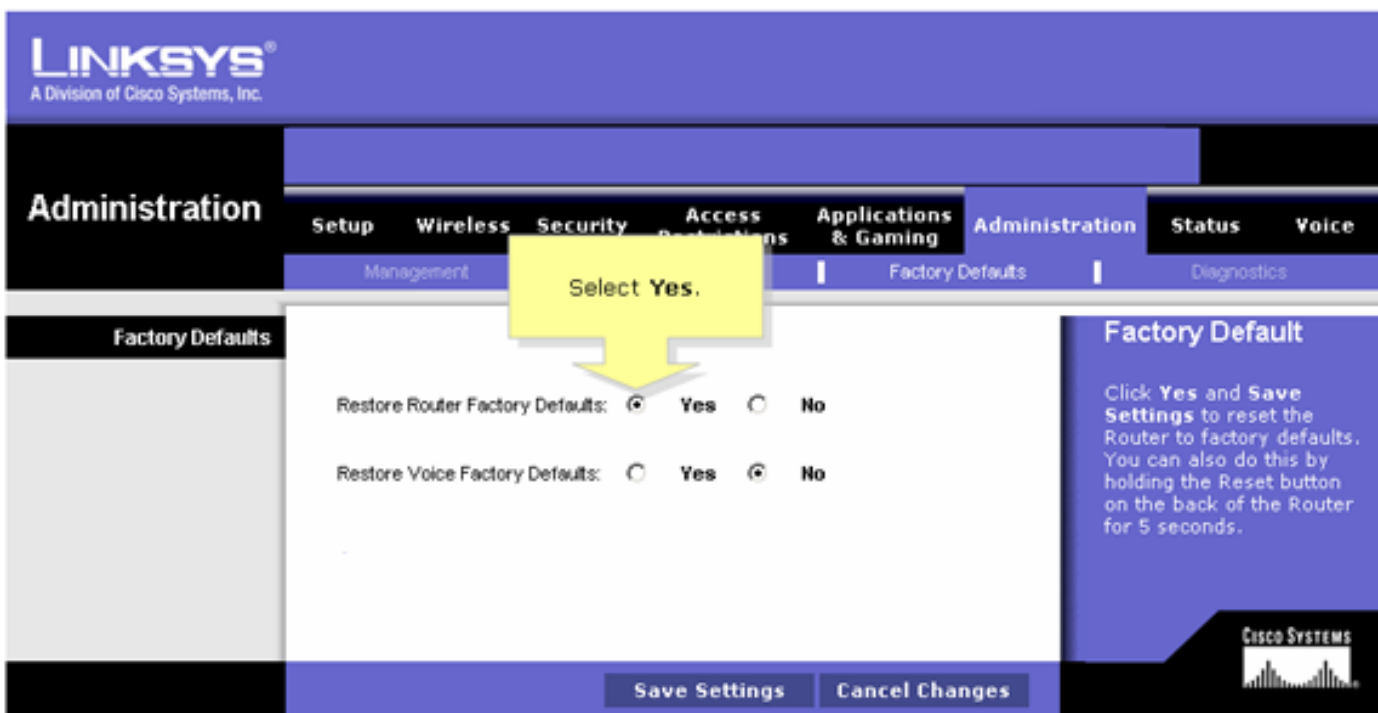 LINKSYS®
A Division of Cisco Systems, Inc.
Administration
Setup Wireless Security Access Applications & Gaming Administration Status Voice
Management Factory Defaults Diagnostics
Select Yes.
Factory Defaults
Restore Router Factory Defaults: Yes No
Restore Voice Factory Defaults: Yes No
Factory Default
Click Yes and Save
Settings to reset the
Router to factory defaults.
You can also do this by
holding the Reset button
on the back of the Router
for 5 seconds.
CISCO SYSTEMS
Save Settings Cancel Changes